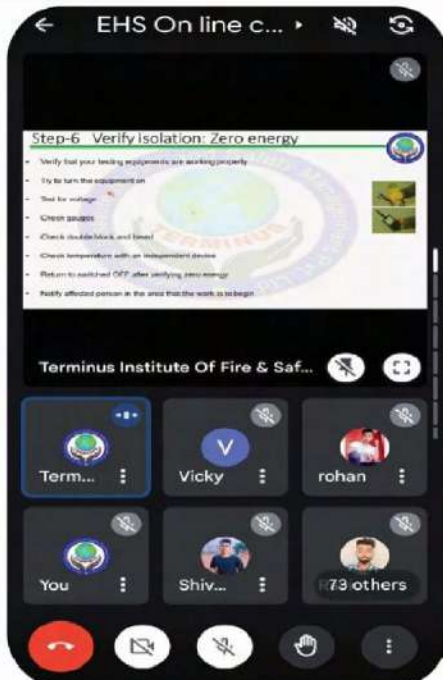 EHS On line c...
Step-6 Verify isolation: Zero energy
Verify that your testing equipments are working properly
Try to turn the equipment on
Test for voltage
Check gauges
Check double block and bleed
Check temperature with an independent device
Return to switched OFF after verifying zero energy
Notify affected person in the area that the work is to begin
TERMINUS
Terminus Institute Of Fire & Saf...
Term...
V
Vicky
rohan
You
Shiv...
73 others